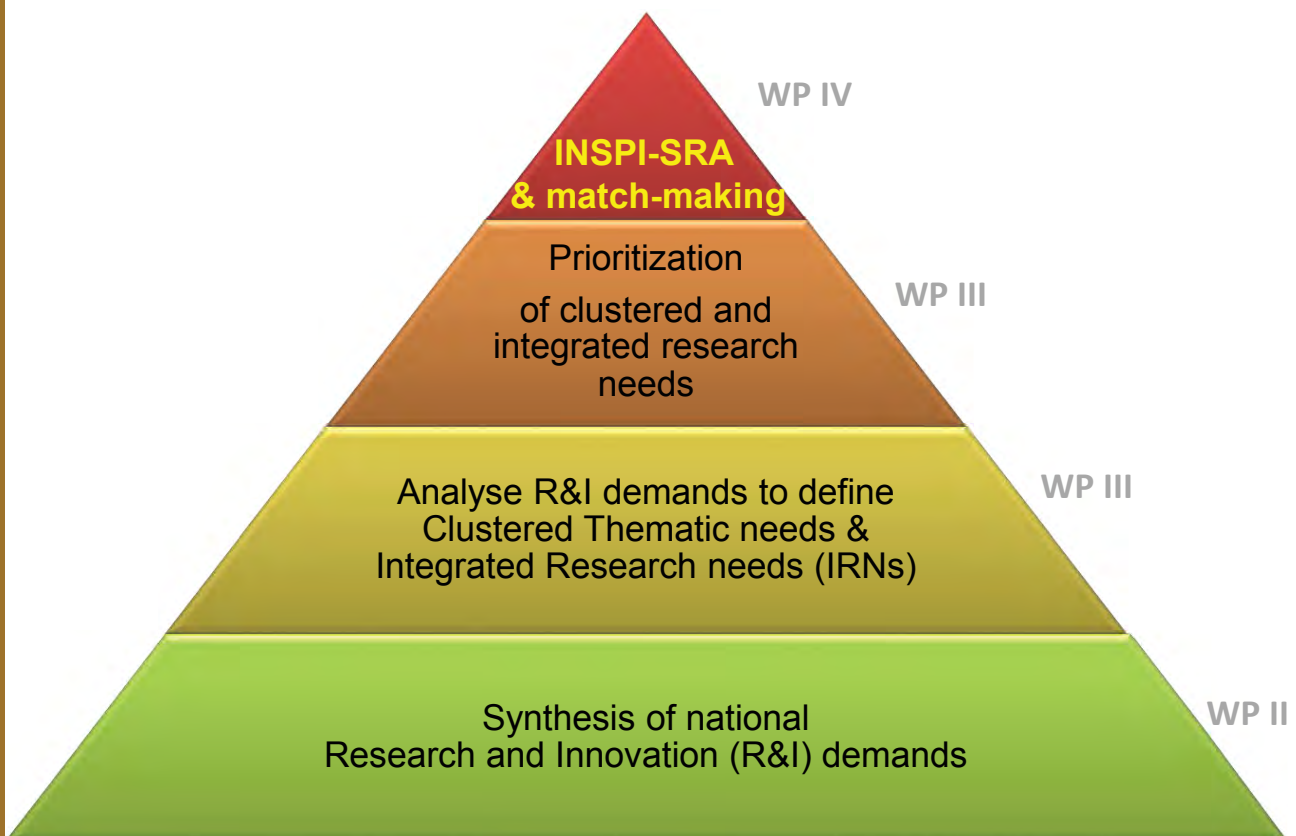 WP IV
INSPI-SRA
& match-making
Prioritization
of clustered and
integrated research
needs
WP III
Analyse R&I demands to define
Clustered Thematic needs &
Integrated Research needs (IRNs)
WP III
Synthesis of national
Research and Innovation (R&I) demands
WP II